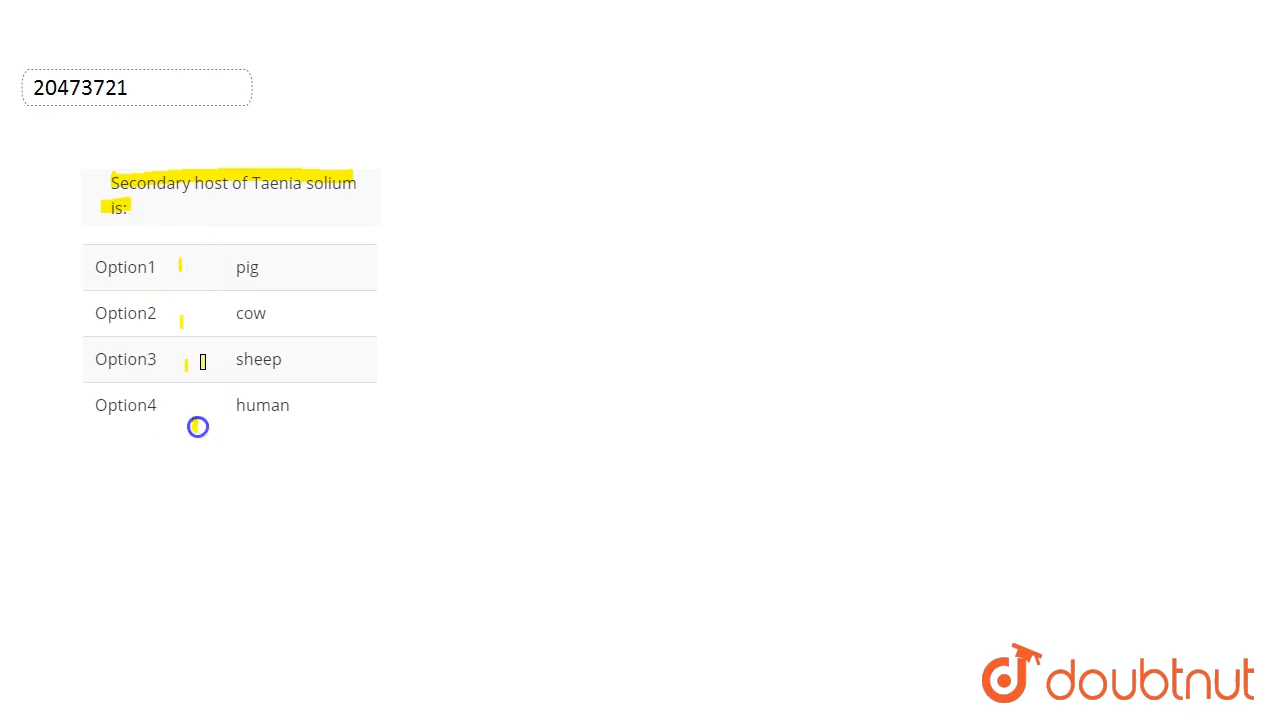 20473721
Secondary host of Taenia solium
is:
Option1 pig
Option2 cow
Option3 sheep
Option4 human
doubtnut